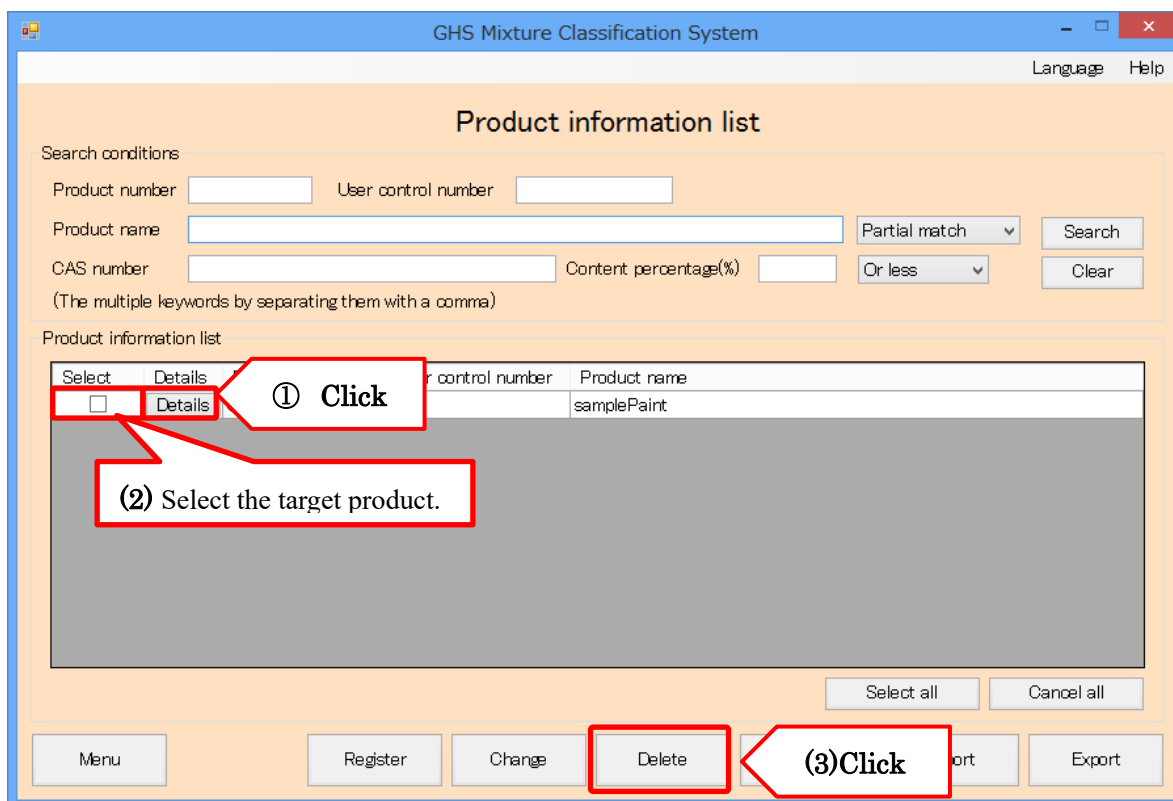 GHS Mixture Classification System
Language Help
Product information list
Search conditions
Product number User control number
Product name Partial match Search
CAS number Content percentage(%) Or less Clear
(The multiple keywords by separating them with a comma)
Product information list
Select Details control number Product name
① Click
Details samplePaint
(2) Select the target product.
Select all Cancel all
Menu Register Change Delete (3)Click Export